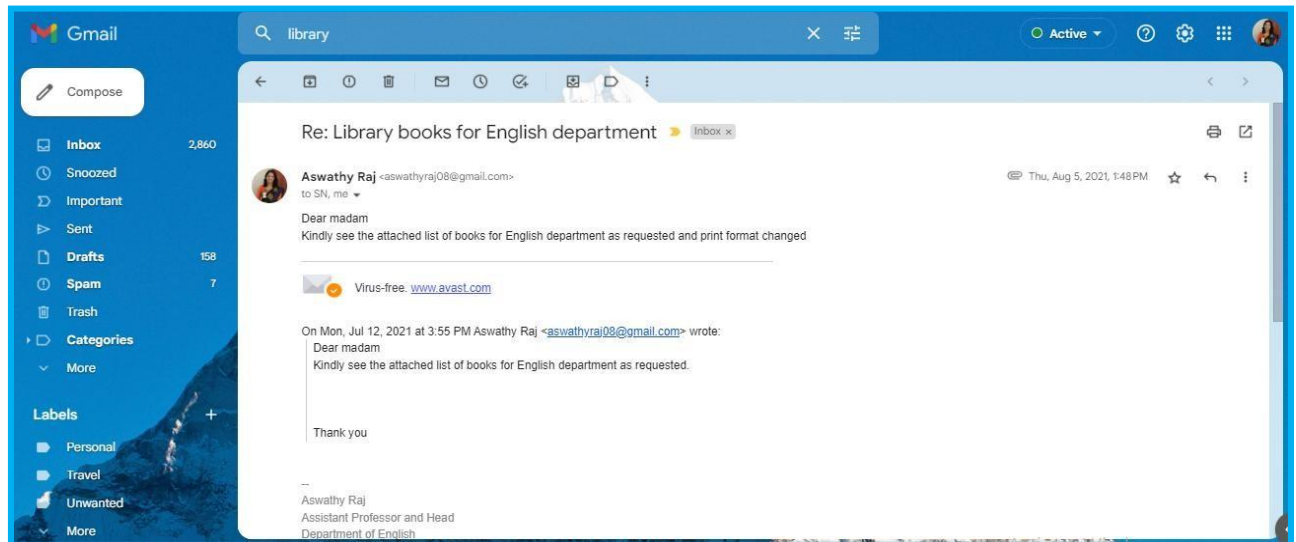 Gmail
library
Active
Compose
Inbox 2,860
Snoozed
Important
Sent
Drafts 158
Spam 7
Trash
Categories
More
Labels +
Personal
Travel
Unwanted
More
Re: Library books for English department Inbox x
Aswathy Raj <aswathyraj08@gmail.com>
Thu, Aug 5, 2021, 1:48 PM
to SN, me
Dear madam
Kindly see the attached list of books for English department as requested and print format changed
Virus-free. www.avast.com
On Mon, Jul 12, 2021 at 3:55 PM Aswathy Raj <aswathyraj08@gmail.com> wrote:
Dear madam
Kindly see the attached list of books for English department as requested.
Thank you
--
Aswathy Raj
Assistant Professor and Head
Department of English